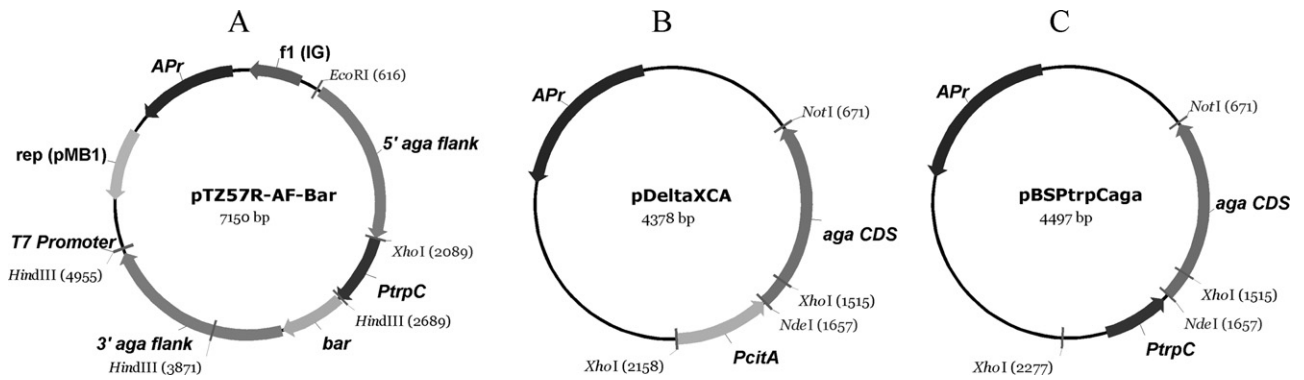 A
APr
f1 (IG)
EcoRI (616)
rep (pMB1)
5' aga flank
pTZ57R-AF-Bar
7150 bp
T7 Promoter
HindIII (4955)
XhoI (2089)
PtrpC
HindIII (2689)
bar
3' aga flank
HindIII (3871)
B
APr
NotI (671)
pDeltaXCA
4378 bp
aga CDS
XhoI (1515)
NdeI (1657)
PcitA
XhoI (2158)
C
APr
NotI (671)
pBSPtrpCaga
4497 bp
aga CDS
XhoI (1515)
NdeI (1657)
PtrpC
XhoI (2277)